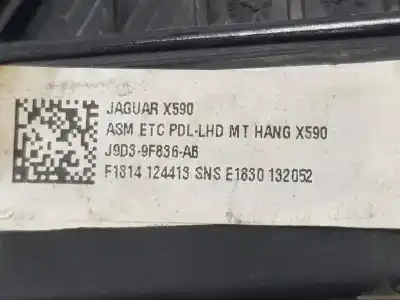 JAGUAR X590
ASM ETC PDL-LHD MT HANG X590
J9D3-9F836-AB
F1814 124413 SNS E1830 132052